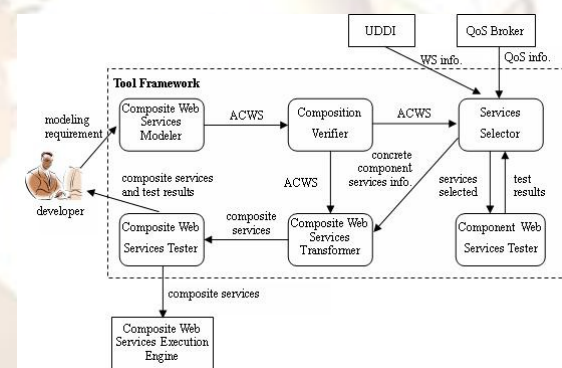 UDDI
QoS Broker
WS info.
QoS info.
Tool Framework
modeling
requirement
Composite Web
Services
Modeler
ACWS
Composition
Verifier
ACWS
Services
Selector
developer
composite services
and test results
ACWS
concrete
component
services info.
services
selected
test
results
Composite Web
Services Tester
composite
services
Composite Web
Services
Transformer
Component Web
Services Tester
composite services
Composite Web
Services Execution
Engine